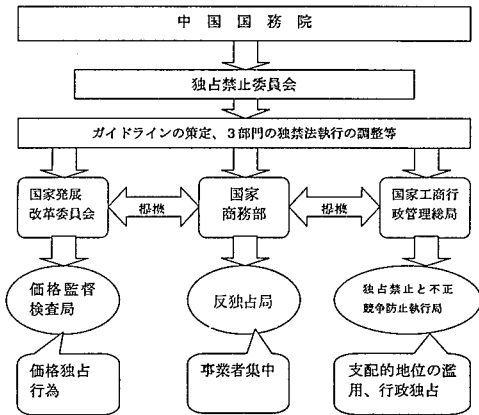 中国国務院
独占禁止委員会
ガイドラインの策定、3部門の独禁法執行の調整等
国家発展
改革委員会
提携
国家
商務部
提携
国家工商行
政管理総局
価格監督
検査局
反独占局
独占禁止と不正
競争防止執行局
価格独占
行為
事業者集中
支配的地位の濫
用、行政独占